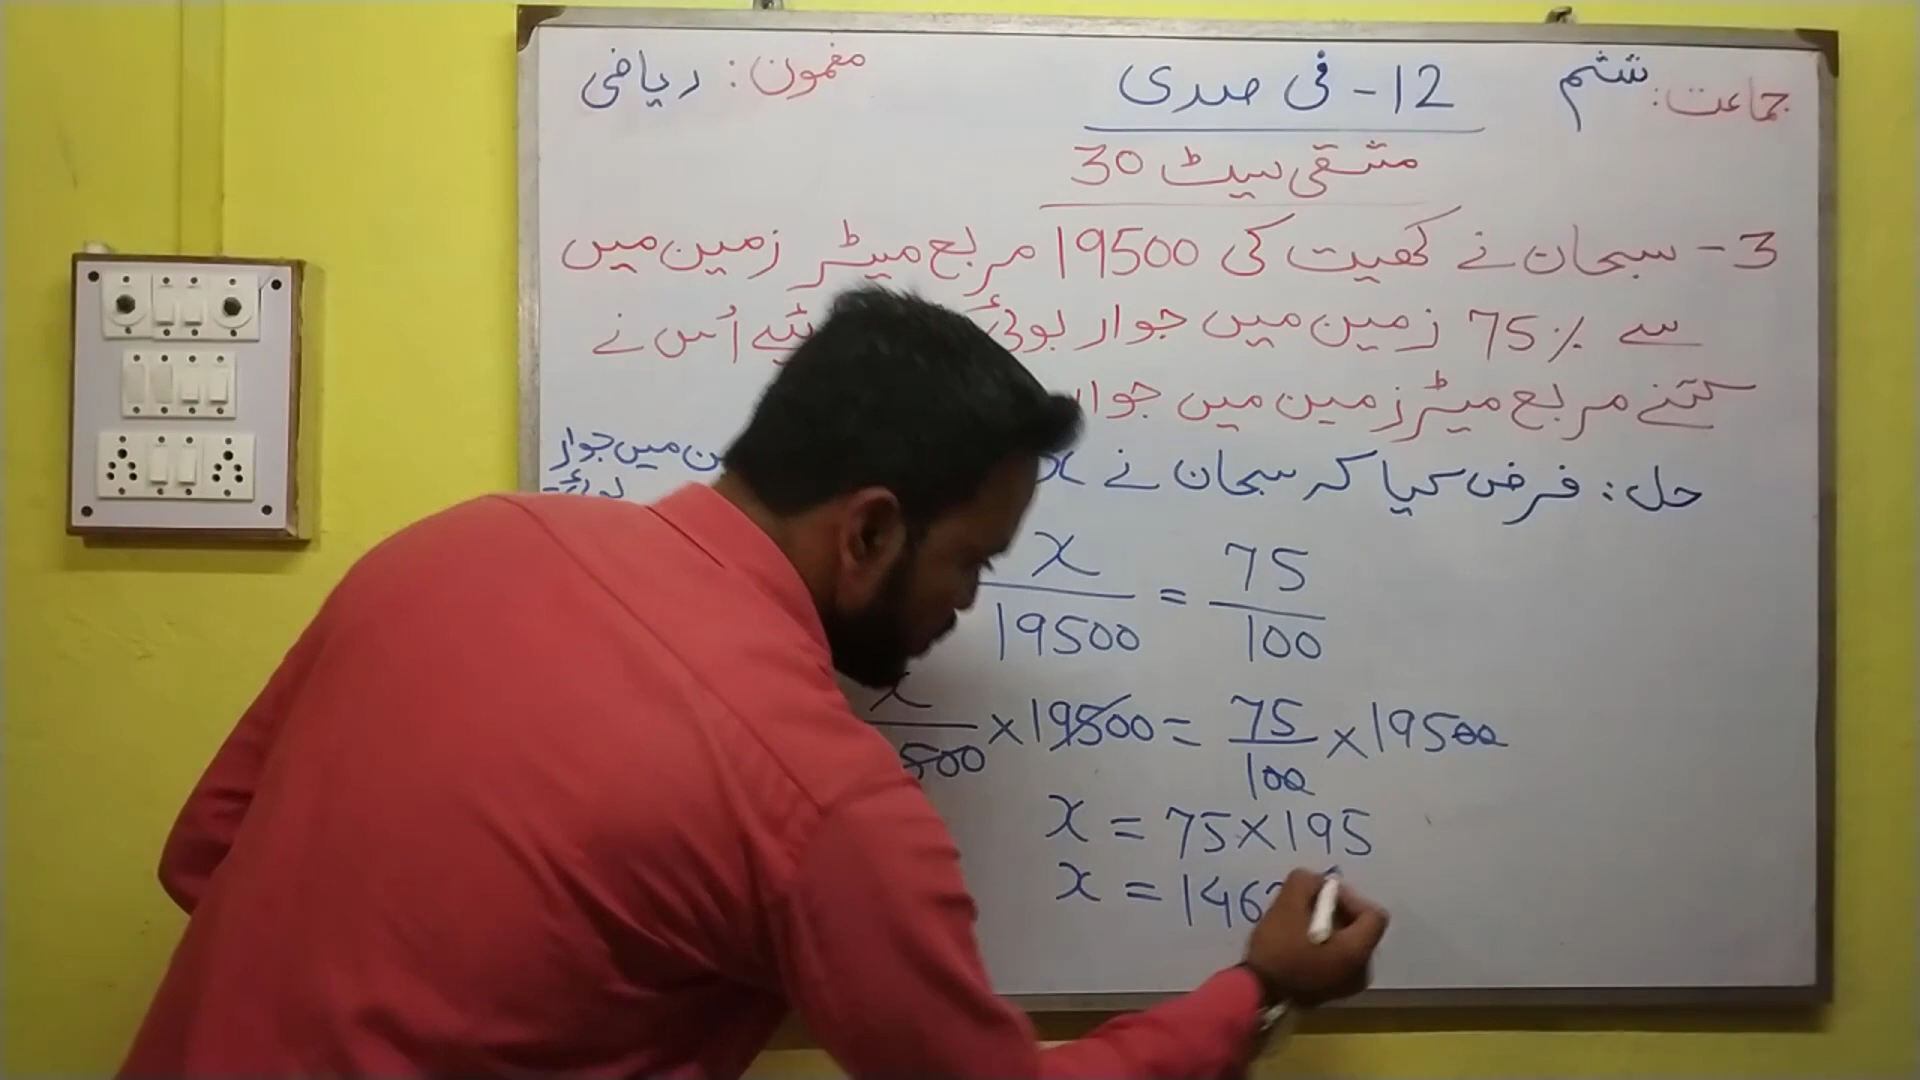 جماعت: ششم
12- فی صدی
مضمون: ریاضی
مشقی سیٹ 30
3- سبحان نے کھیت کی 19500 مربع میٹر زمین میں
سے 75% زمین میں جوار بوئی اُس نے
کتنے مربع میٹر زمین میں جوار
حل: فرض کیا کہ سبحان نے x میں جوار
x/19500 = 75/100
x/ ×19500 = 75/100 ×19500
x = 75×195
x = 146